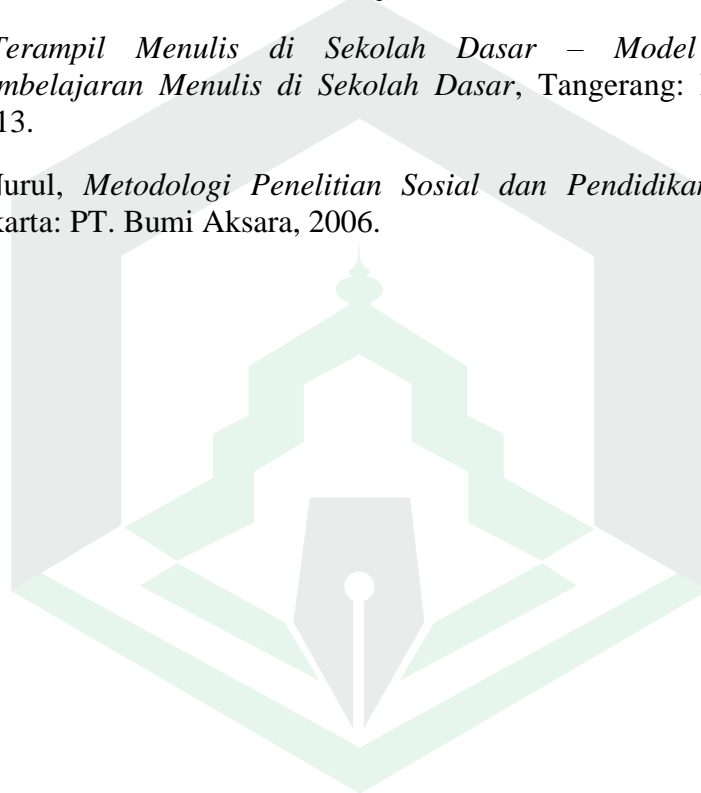 Terampil Menulis di Sekolah Dasar – Model
mbelajaran Menulis di Sekolah Dasar, Tangerang:
13.
Nurul, Metodologi Penelitian Sosial dan Pendidikan
karta: PT. Bumi Aksara, 2006.